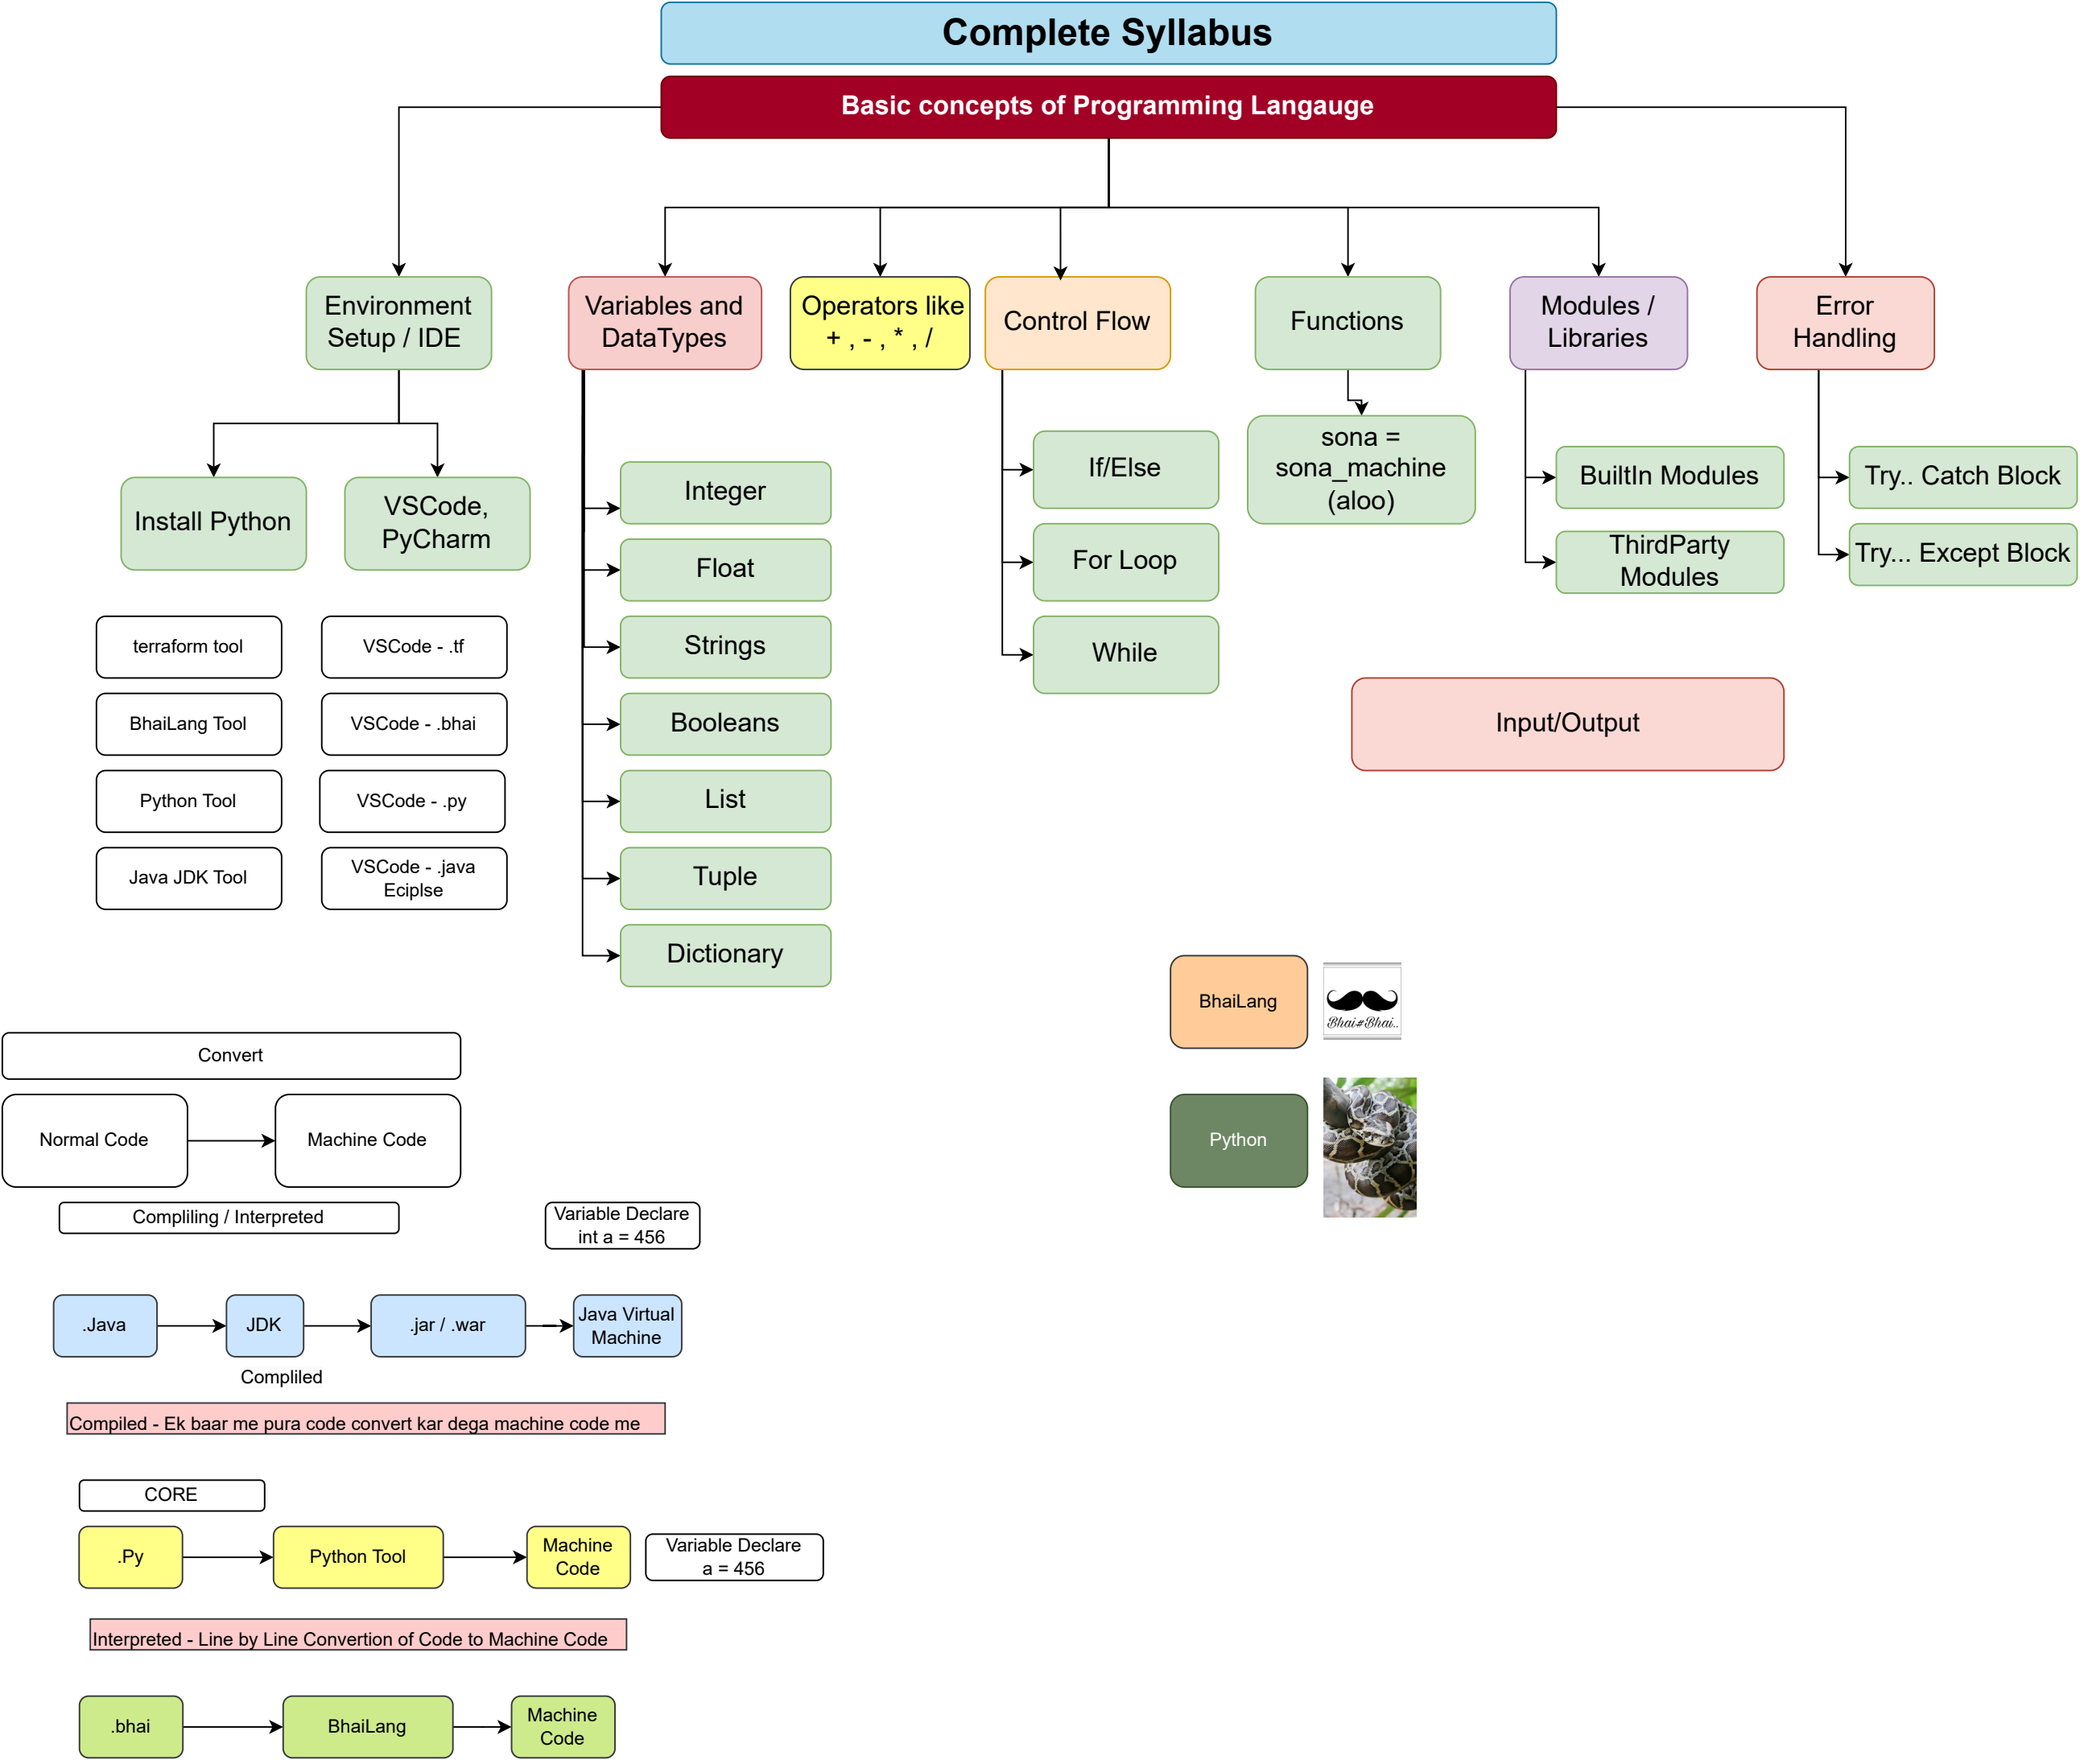 Complete Syllabus
Basic concepts of Programming Langauge
Environment
Setup / IDE
Variables and
DataTypes
Operators like
+ , - , * , /
Control Flow
Functions
Modules /
Libraries
Error
Handling
Install Python
VSCode,
PyCharm
terraform tool
VSCode - .tf
BhaiLang Tool
VSCode - .bhai
Python Tool
VSCode - .py
Java JDK Tool
VSCode - .java
Eciplse
Integer
Float
Strings
Booleans
List
Tuple
Dictionary
If/Else
For Loop
While
sona =
sona_machine
(aloo)
BuiltIn Modules
ThirdParty
Modules
Try.. Catch Block
Try... Except Block
Input/Output
BhaiLang
Bhai#Bhai..
Python
Convert
Normal Code
Machine Code
Compliling / Interpreted
Variable Declare
int a = 456
.Java
JDK
.jar / .war
Java Virtual
Machine
Compliled
Compiled - Ek baar me pura code convert kar dega machine code me
CORE
.Py
Python Tool
Machine
Code
Variable Declare
a = 456
Interpreted - Line by Line Convertion of Code to Machine Code
.bhai
BhaiLang
Machine
Code